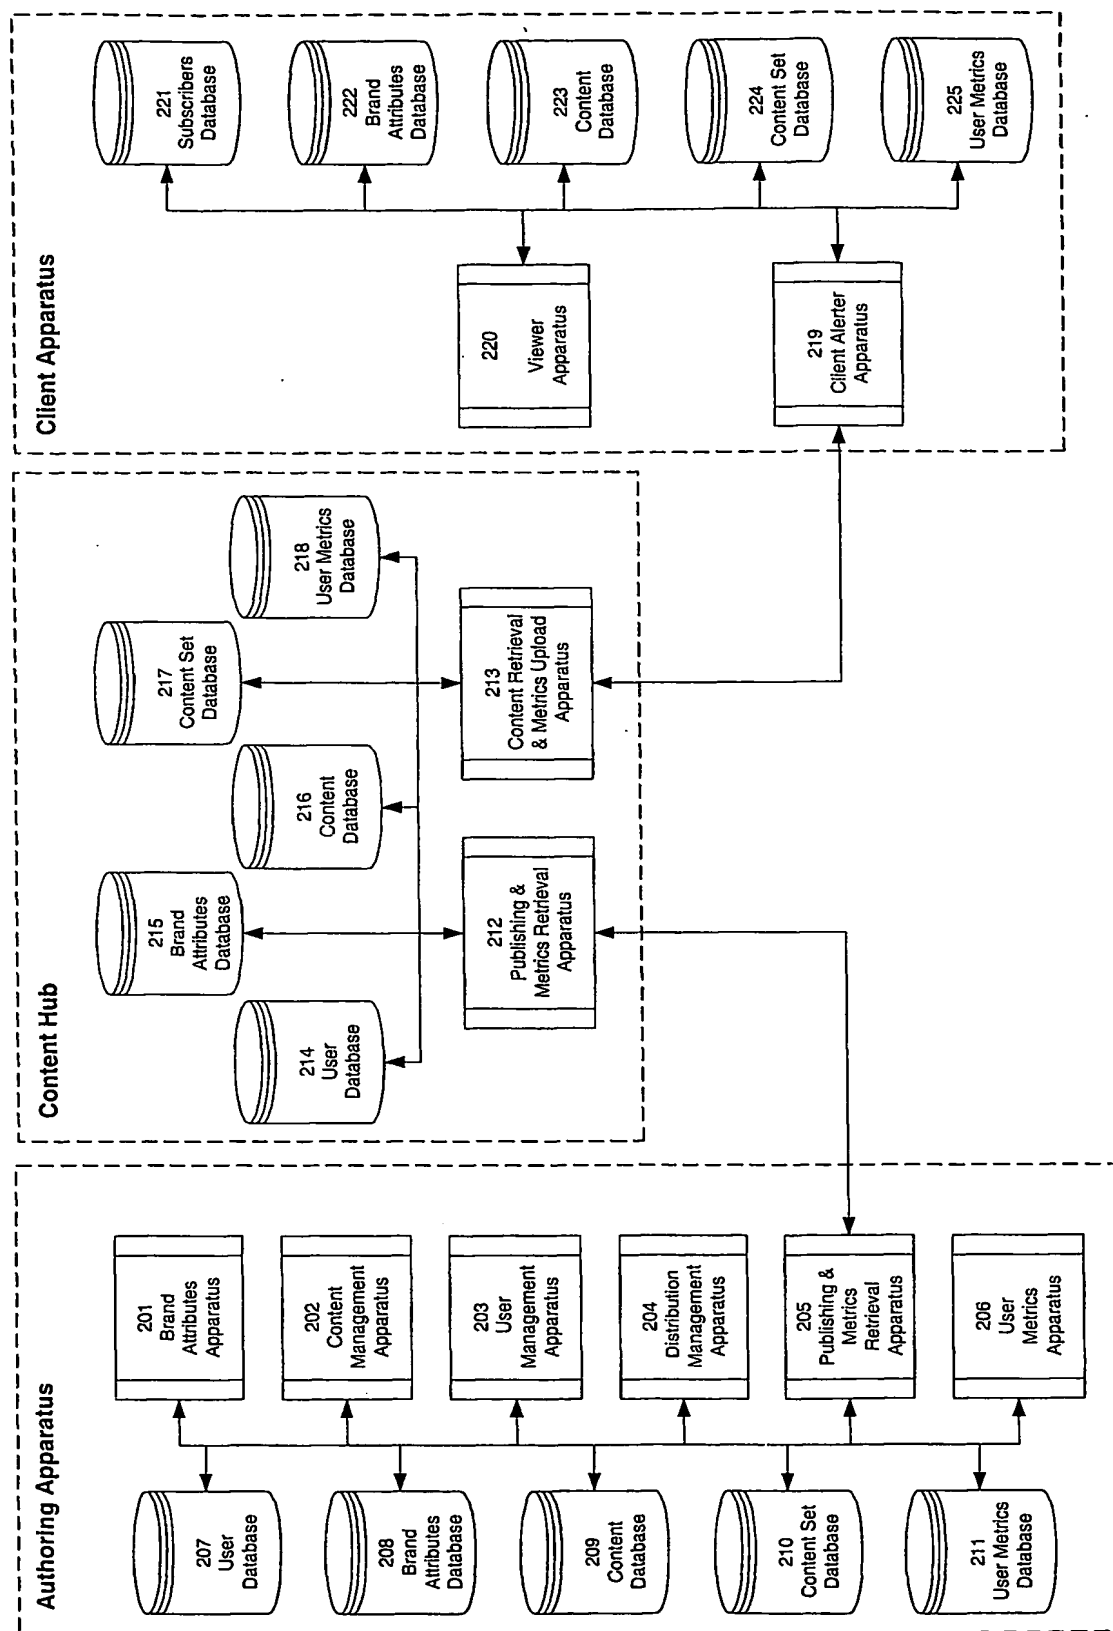 Authoring Apparatus
207
User
Database
208
Brand
Attributes
Database
209
Content
Database
210
Content Set
Database
211
User Metrics
Database
201
Brand
Attributes
Apparatus
202
Content
Management
Apparatus
203
User
Management
Apparatus
204
Distribution
Management
Apparatus
205
Publishing &
Metrics
Retrieval
Apparatus
206
User
Metrics
Apparatus
Content Hub
214
User
Database
215
Brand
Attributes
Database
216
Content
Database
217
Content Set
Database
218
User Metrics
Database
212
Publishing &
Metrics Retrieval
Apparatus
213
Content Retrieval
& Metrics Upload
Apparatus
Client Apparatus
220
Viewer
Apparatus
219
Client Alerter
Apparatus
221
Subscribers
Database
222
Brand
Attributes
Database
223
Content
Database
224
Content Set
Database
225
User Metrics
Database